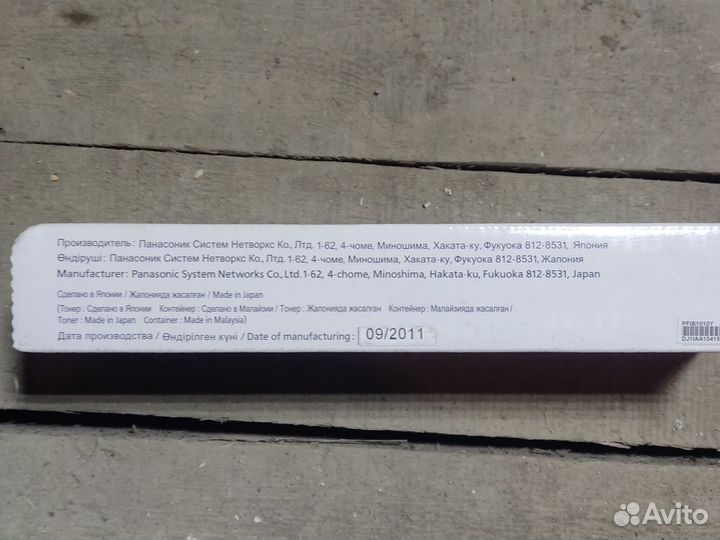 Производитель: Панасоник Систем Нетворкс Ко., Лтд. 1-62, 4-чоме, Миношима, Хаката-ку, Фукуока 812-8531, Япония
Өндіруші: Панасоник Систем Нетворкс Ко., Лтд. 1-62, 4-чоме, Миношима, Хаката-ку, Фукуока 812-8531, Жапония
Manufacturer: Panasonic System Networks Co., Ltd. 1-62, 4-chome, Minoshima, Hakata-ku, Fukuoka 812-8531, Japan
Сделано в Японии / Жапонияда жасалған / Made in Japan
(Тонер : Сделано в Японии Контейнер : Сделано в Малайзии / Тонер : Жапонияда жасалған Контейнер : Малайзияда жасалған /
Toner : Made in Japan Container : Made in Malaysia)
Дата производства / Өндірілген күні / Date of manufacturing: 09/2011
PFIB1010Y
DJ1IAA10415
Avito